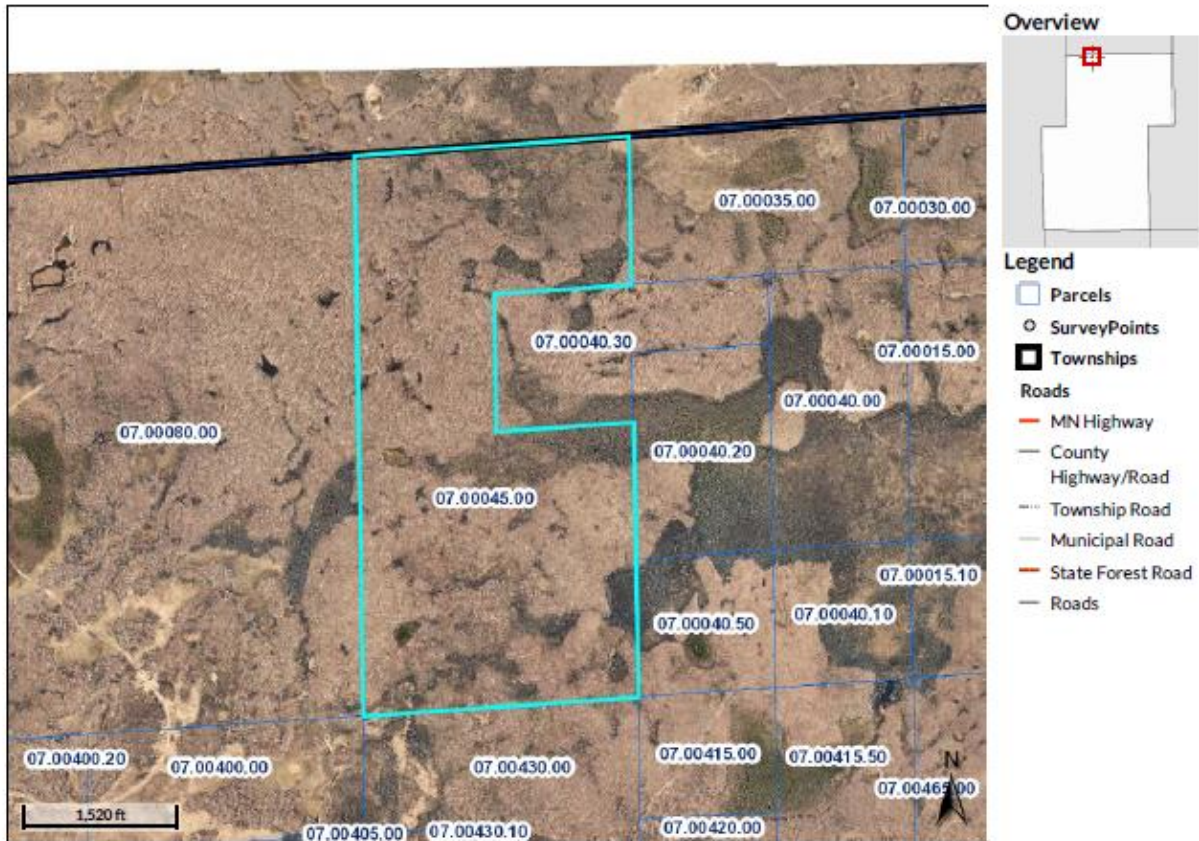 Overview
Legend
Parcels
SurveyPoints
Townships
Roads
MN Highway
County
Highway/Road
Township Road
Municipal Road
State Forest Road
Roads
07.00035.00
07.00030.00
07.00040.30
07.00015.00
07.00040.00
07.00080.00
07.00040.20
07.00045.00
07.00015.10
07.00040.50
07.00040.10
07.00400.20
07.00400.00
07.00430.00
07.00415.00
07.00415.50
N
07.00465.00
1,520 ft
07.00405.00
07.00430.10
07.00420.00